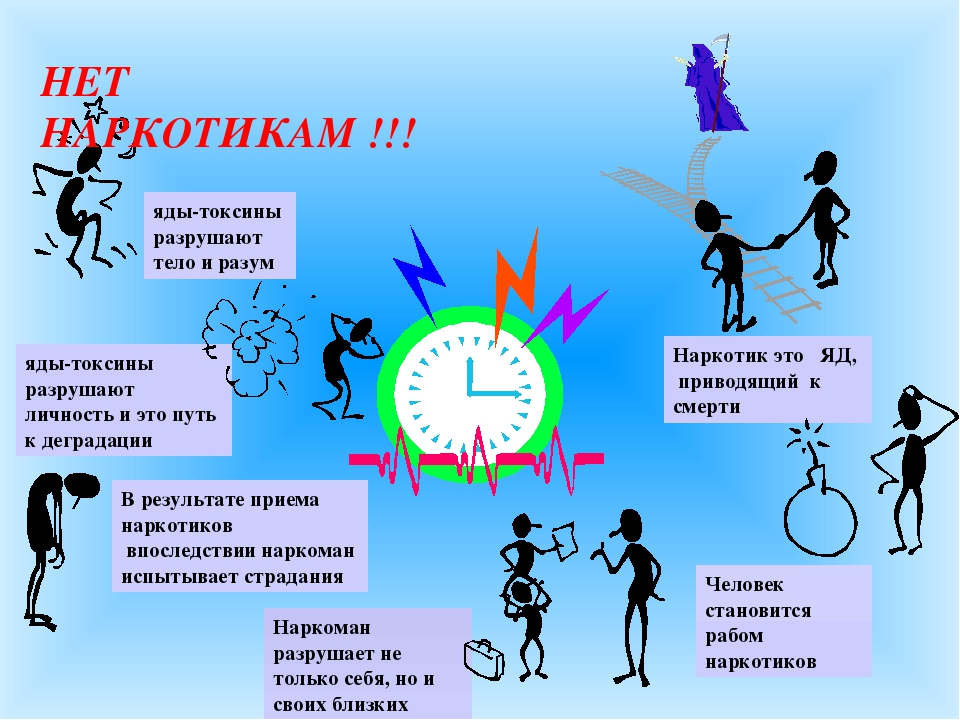 НЕТ
НАРКОТИКАМ !!!
яды-токсины
разрушают
тело и разум
яды-токсины
разрушают
личность и это путь
к деградации
Наркотик это ЯД,
приводящий к
смерти
В результате приема
наркотиков
впоследствии наркоман
испытывает страдания
Человек
становится
рабом
наркотиков
Наркоман
разрушает не
только себя, но и
своих близких